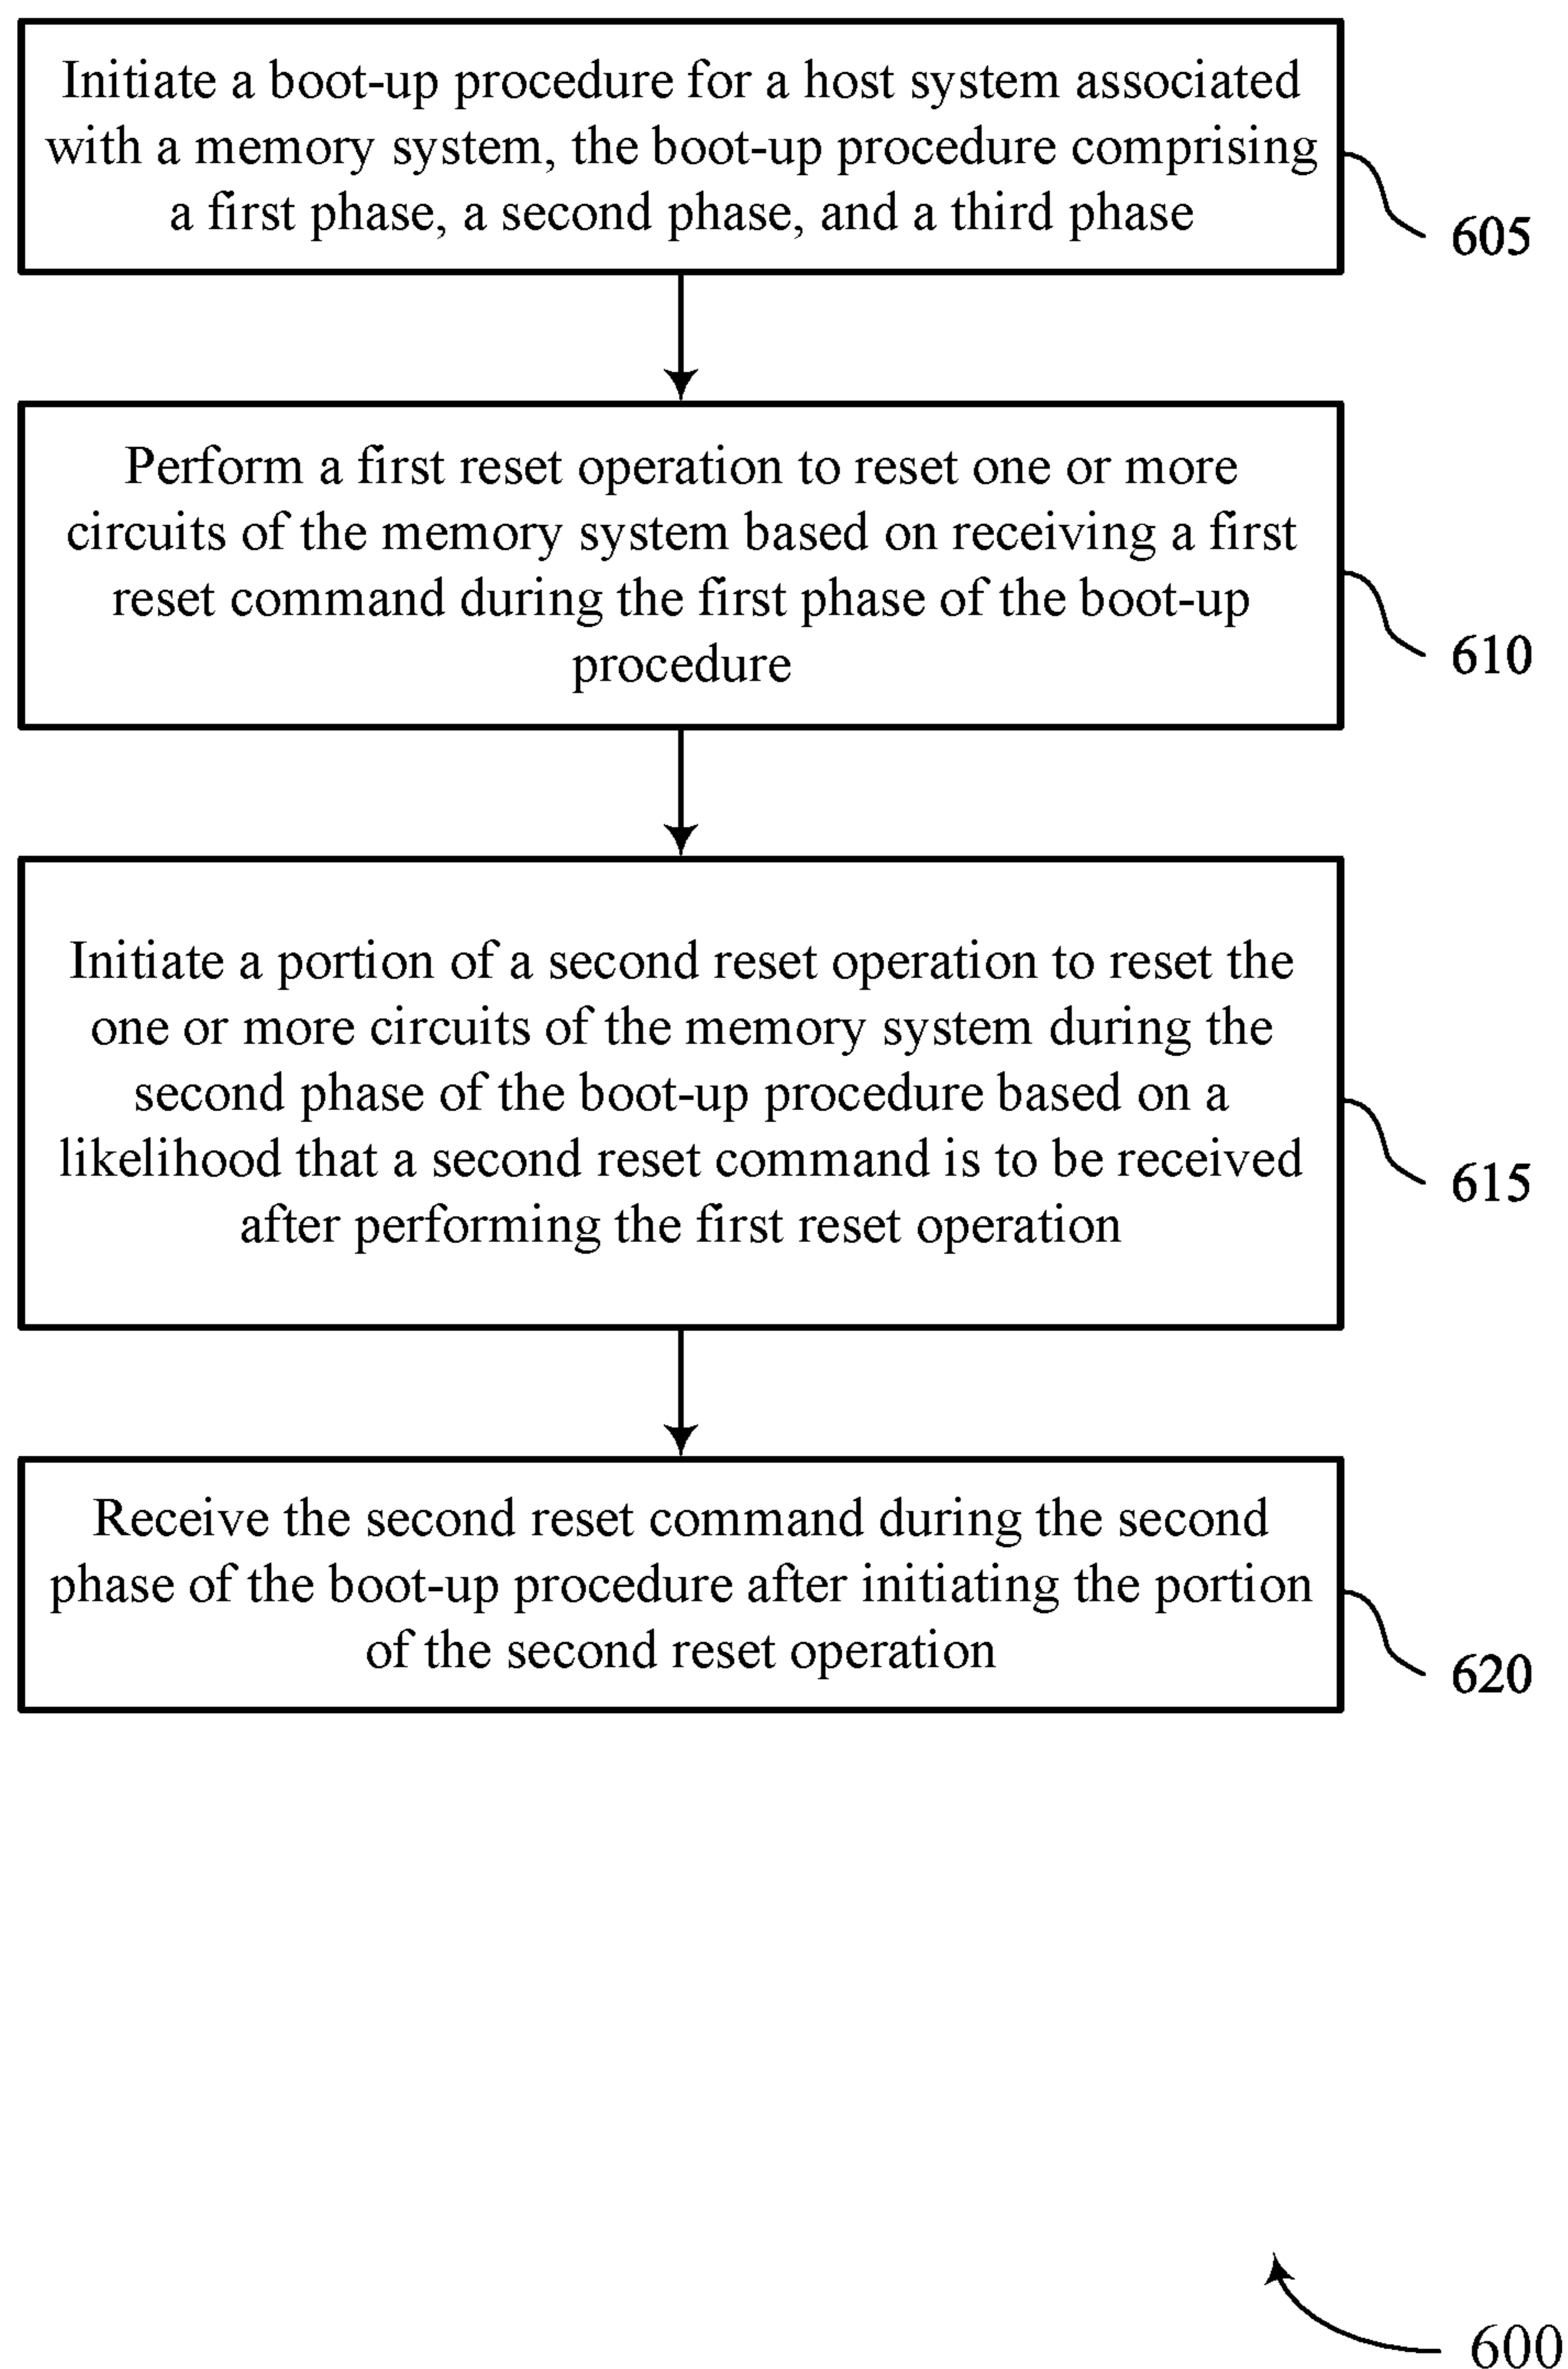 Initiate a boot-up procedure for a host system associated
with a memory system, the boot-up procedure comprising
a first phase, a second phase, and a third phase
605
Perform a first reset operation to reset one or more
circuits of the memory system based on receiving a first
reset command during the first phase of the boot-up
procedure
610
Initiate a portion of a second reset operation to reset the
one or more circuits of the memory system during the
second phase of the boot-up procedure based on a
likelihood that a second reset command is to be received
after performing the first reset operation
615
Receive the second reset command during the second
phase of the boot-up procedure after initiating the portion
of the second reset operation
620
600